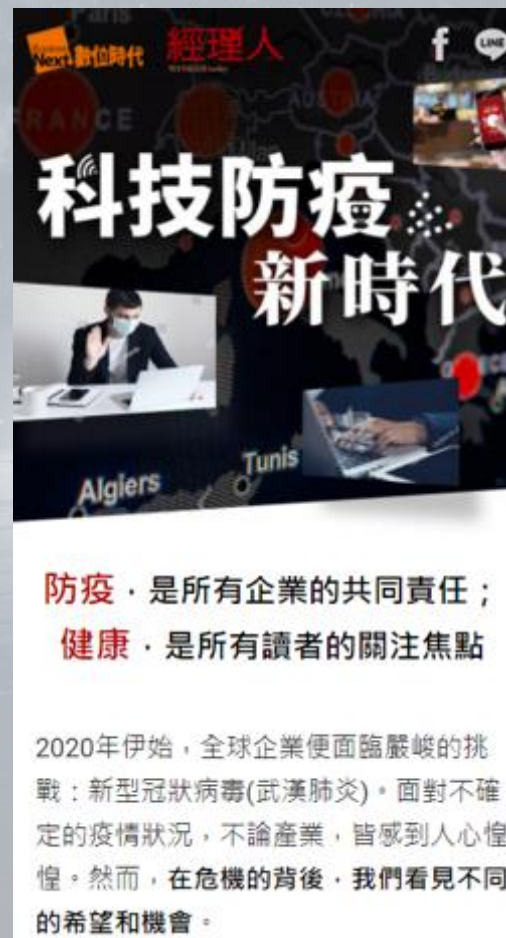 Next 數位時代 經理人
LINE
FRANCE
AUSTRIA
Milan
科技防疫
新時代
Tunis
Algiers
防疫，是所有企業的共同責任；
健康，是所有讀者的關注焦點
2020年伊始，全球企業便面臨嚴峻的挑
戰：新型冠狀病毒(武漢肺炎)。面對不確
定的疫情狀況，不論產業，皆感到人心惶
惶。然而，在危機的背後，我們看見不同
的希望和機會。